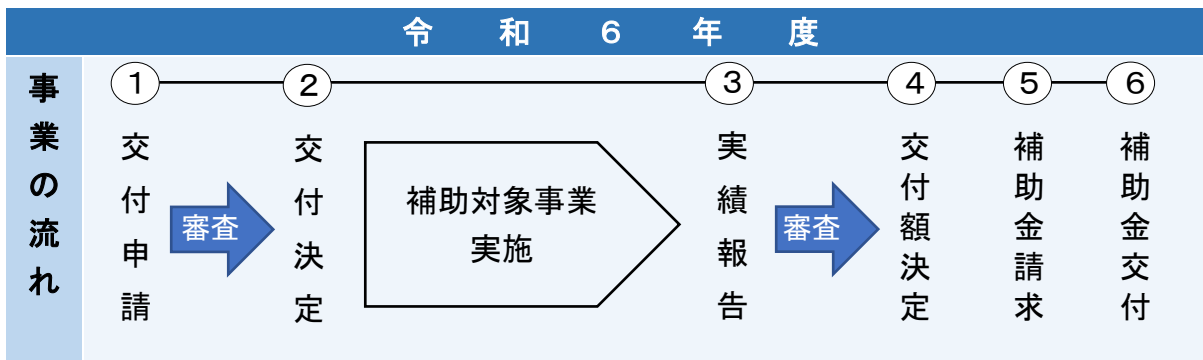 令和６年度
事業の流れ
①
交付申請
審査
②
交付決定
補助対象事業
実施
③
実績報告
審査
④
交付額決定
⑤
補助金請求
⑥
補助金交付